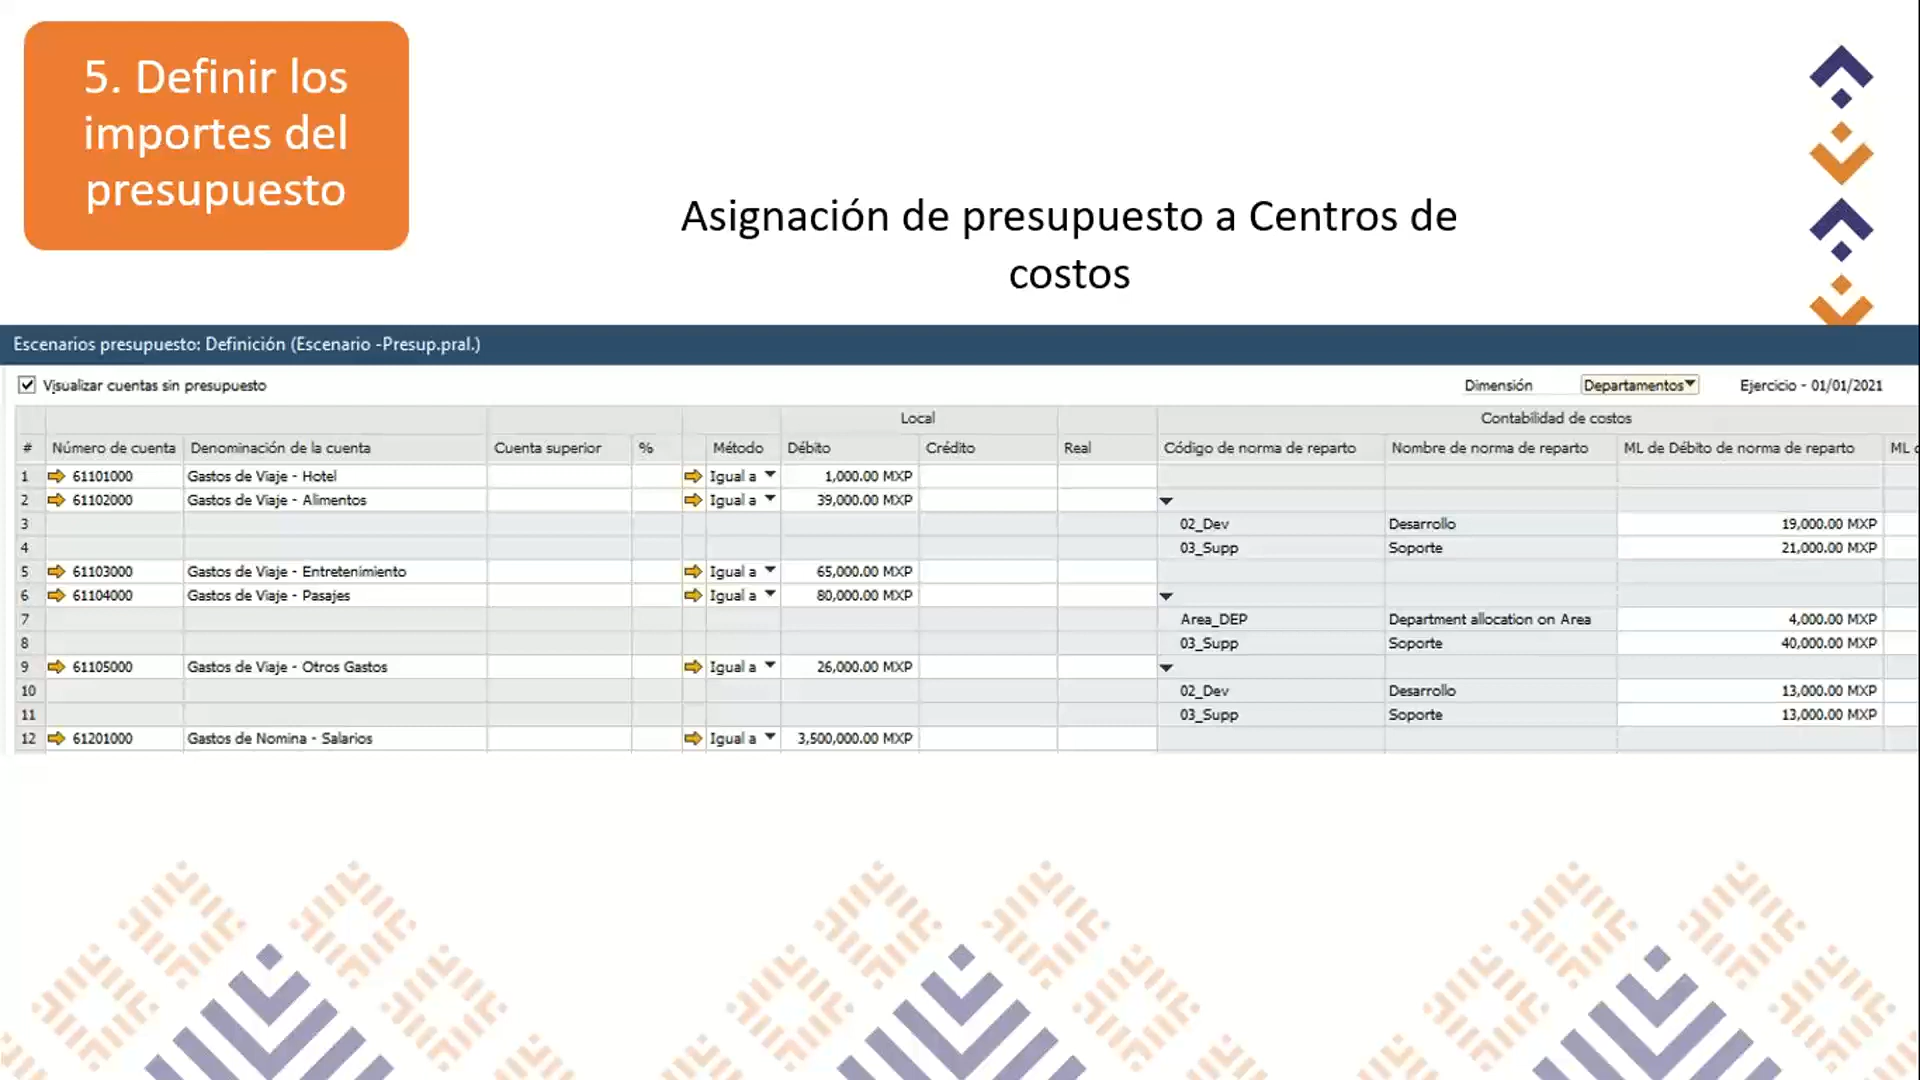 5. Definir los
importes del
presupuesto
Asignación de presupuesto a Centros de
costos
Escenarios presupuesto: Definición (Escenario -Presup.pral.)
Visualizar cuentas sin presupuesto Dimensión Departamentos Ejercicio - 01/01/2021
Local Contabilidad de costos
# Número de cuenta Denominación de la cuenta Cuenta superior % Método Débito Crédito Real Código de norma de reparto Nombre de norma de reparto ML de Débito de norma de reparto ML
1 61101000 Gastos de Viaje - Hotel Igual a 1,000.00 MXP
2 61102000 Gastos de Viaje - Alimentos Igual a 39,000.00 MXP
3 02_Dev Desarrollo 19,000.00 MXP
4 03_Supp Soporte 21,000.00 MXP
5 61103000 Gastos de Viaje - Entretenimiento Igual a 65,000.00 MXP
6 61104000 Gastos de Viaje - Pasajes Igual a 80,000.00 MXP
7 Area_DEP Department allocation on Area 4,000.00 MXP
8 03_Supp Soporte 40,000.00 MXP
9 61105000 Gastos de Viaje - Otros Gastos Igual a 26,000.00 MXP
10 02_Dev Desarrollo 13,000.00 MXP
11 03_Supp Soporte 13,000.00 MXP
12 61201000 Gastos de Nomina - Salarios Igual a 3,500,000.00 MXP